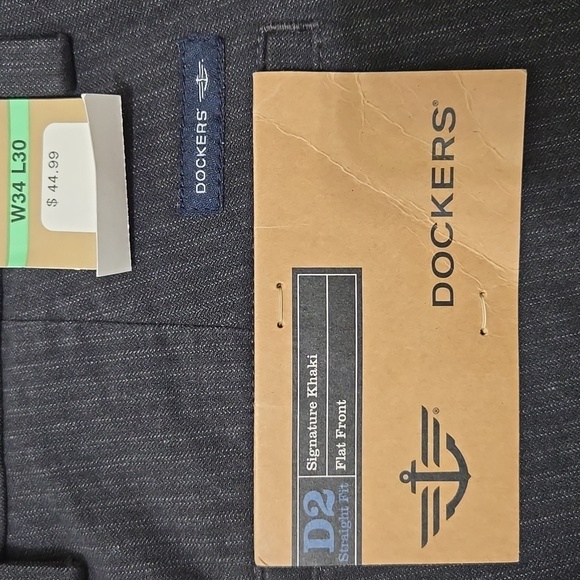 W34 L30
$ 44.99
DOCKERS®
DOCKERS®
D2
Straight Fit
Signature Khaki
Flat Front
®